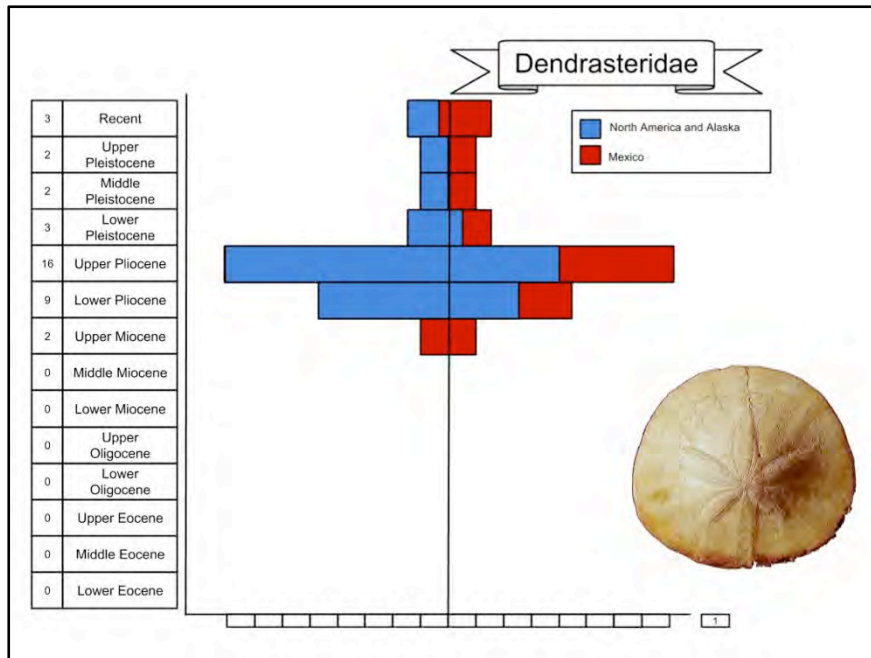 Dendrasteridae
North America and Alaska
Mexico
3 Recent
2 Upper
Pleistocene
2 Middle
Pleistocene
3 Lower
Pleistocene
16 Upper Pliocene
9 Lower Pliocene
2 Upper Miocene
0 Middle Miocene
0 Lower Miocene
0 Upper
Oligocene
0 Lower
Oligocene
0 Upper Eocene
0 Middle Eocene
0 Lower Eocene
1